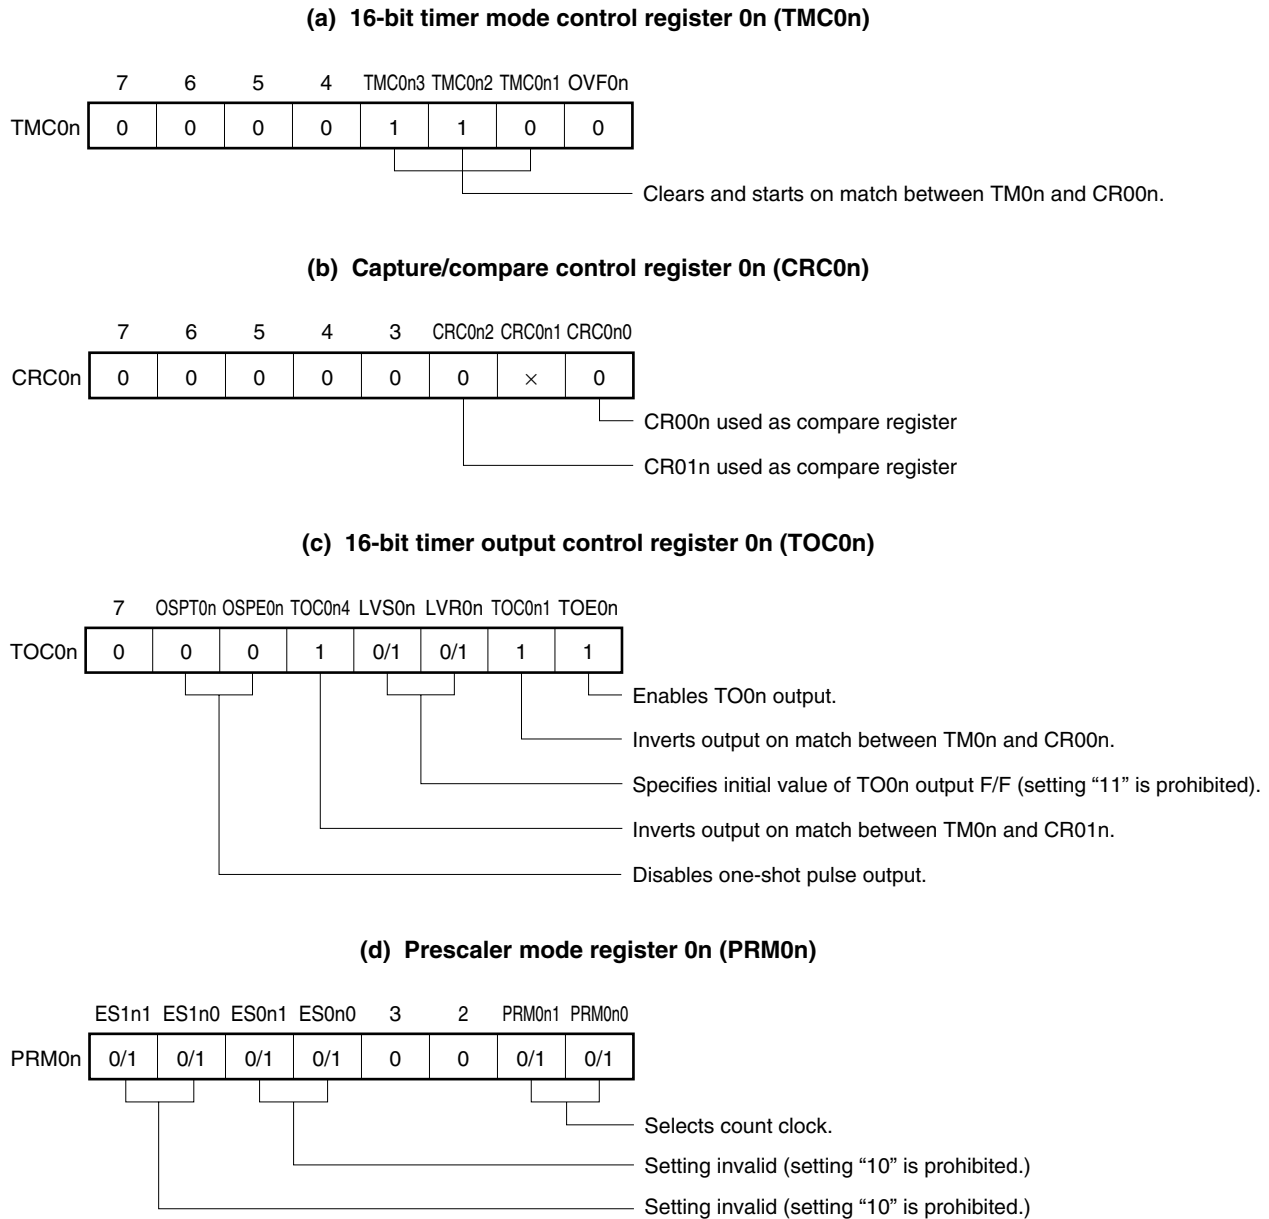 (a) 16-bit timer mode control register 0n (TMC0n)
7 6 5 4 TMC0n3 TMC0n2 TMC0n1 OVF0n
TMC0n 0 0 0 0 1 1 0 0
Clears and starts on match between TM0n and CR00n.
(b) Capture/compare control register 0n (CRC0n)
7 6 5 4 3 CRC0n2 CRC0n1 CRC0n0
CRC0n 0 0 0 0 0 0 × 0
CR00n used as compare register
CR01n used as compare register
(c) 16-bit timer output control register 0n (TOC0n)
7 OSPT0n OSPE0n TOC0n4 LVS0n LVR0n TOC0n1 TOE0n
TOC0n 0 0 0 1 0/1 0/1 1 1
Enables TO0n output.
Inverts output on match between TM0n and CR00n.
Specifies initial value of TO0n output F/F (setting “11” is prohibited).
Inverts output on match between TM0n and CR01n.
Disables one-shot pulse output.
(d) Prescaler mode register 0n (PRM0n)
ES1n1 ES1n0 ES0n1 ES0n0 3 2 PRM0n1 PRM0n0
PRM0n 0/1 0/1 0/1 0/1 0 0 0/1 0/1
Selects count clock.
Setting invalid (setting “10” is prohibited.)
Setting invalid (setting “10” is prohibited.)